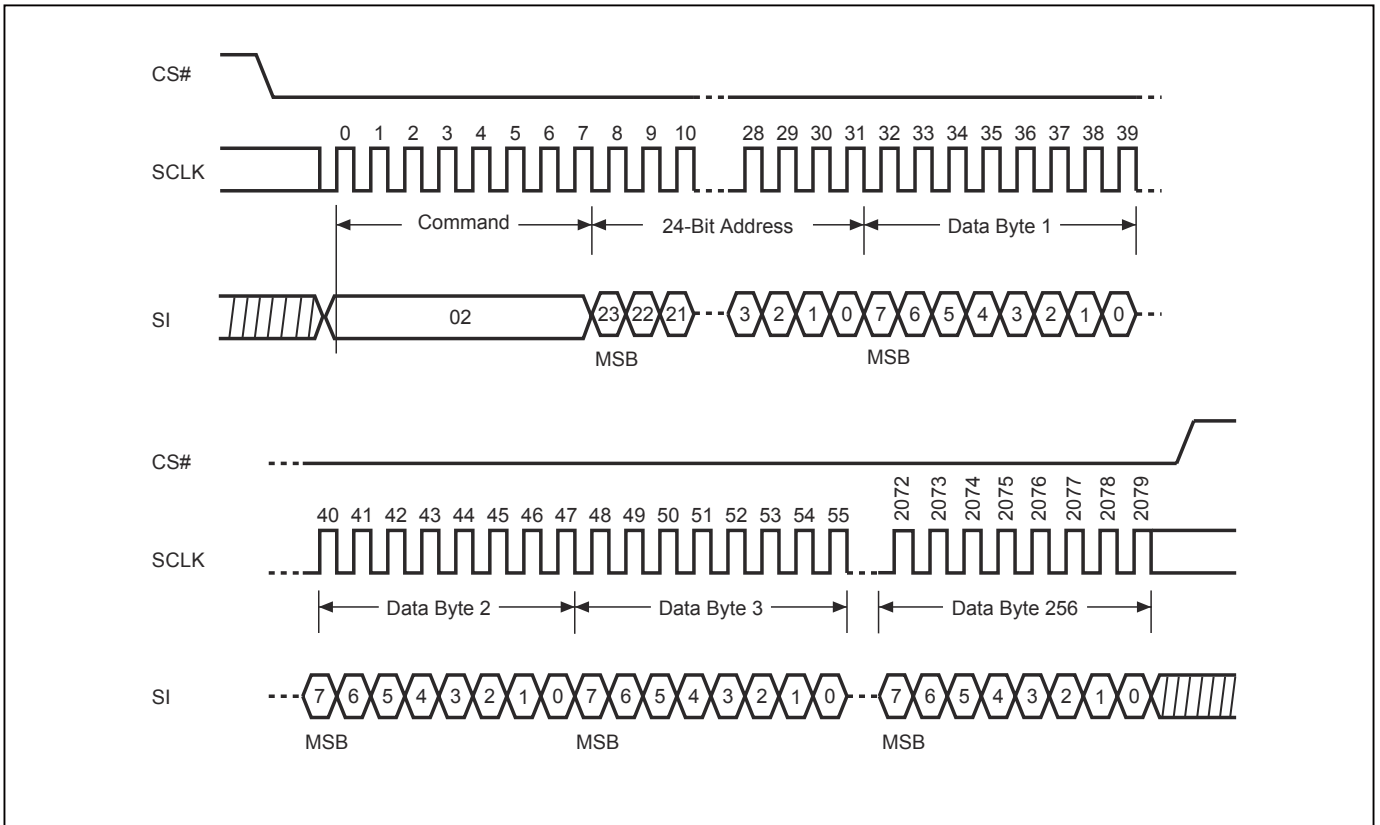 CS#
0 1 2 3 4 5 6 7 8 9 10 28 29 30 31 32 33 34 35 36 37 38 39
SCLK
Command 24-Bit Address Data Byte 1
SI 02 23 22 21 3 2 1 0 7 6 5 4 3 2 1 0
MSB MSB
CS#
40 41 42 43 44 45 46 47 48 49 50 51 52 53 54 55 2072 2073 2074 2075 2076 2077 2078 2079
SCLK
Data Byte 2 Data Byte 3 Data Byte 256
SI 7 6 5 4 3 2 1 0 7 6 5 4 3 2 1 0 7 6 5 4 3 2 1 0
MSB MSB MSB